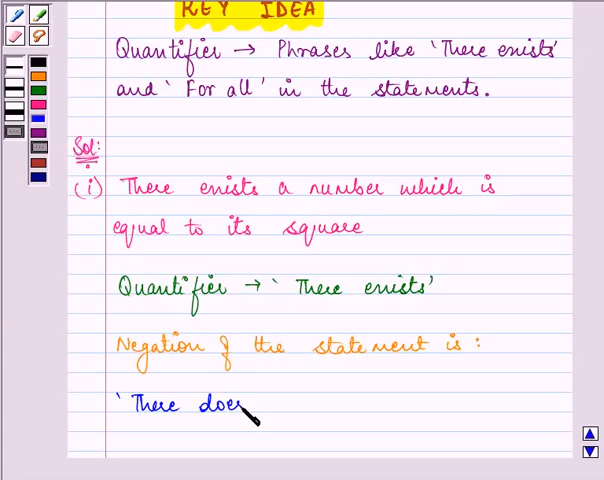 KEY IDEA
Quantifier → Phrases like 'There exists'
and 'For all' in the statements.
Sol:
(i) There exists a number which is
equal to its square
Quantifier → 'There exists'
Negation of the statement is :
'There does